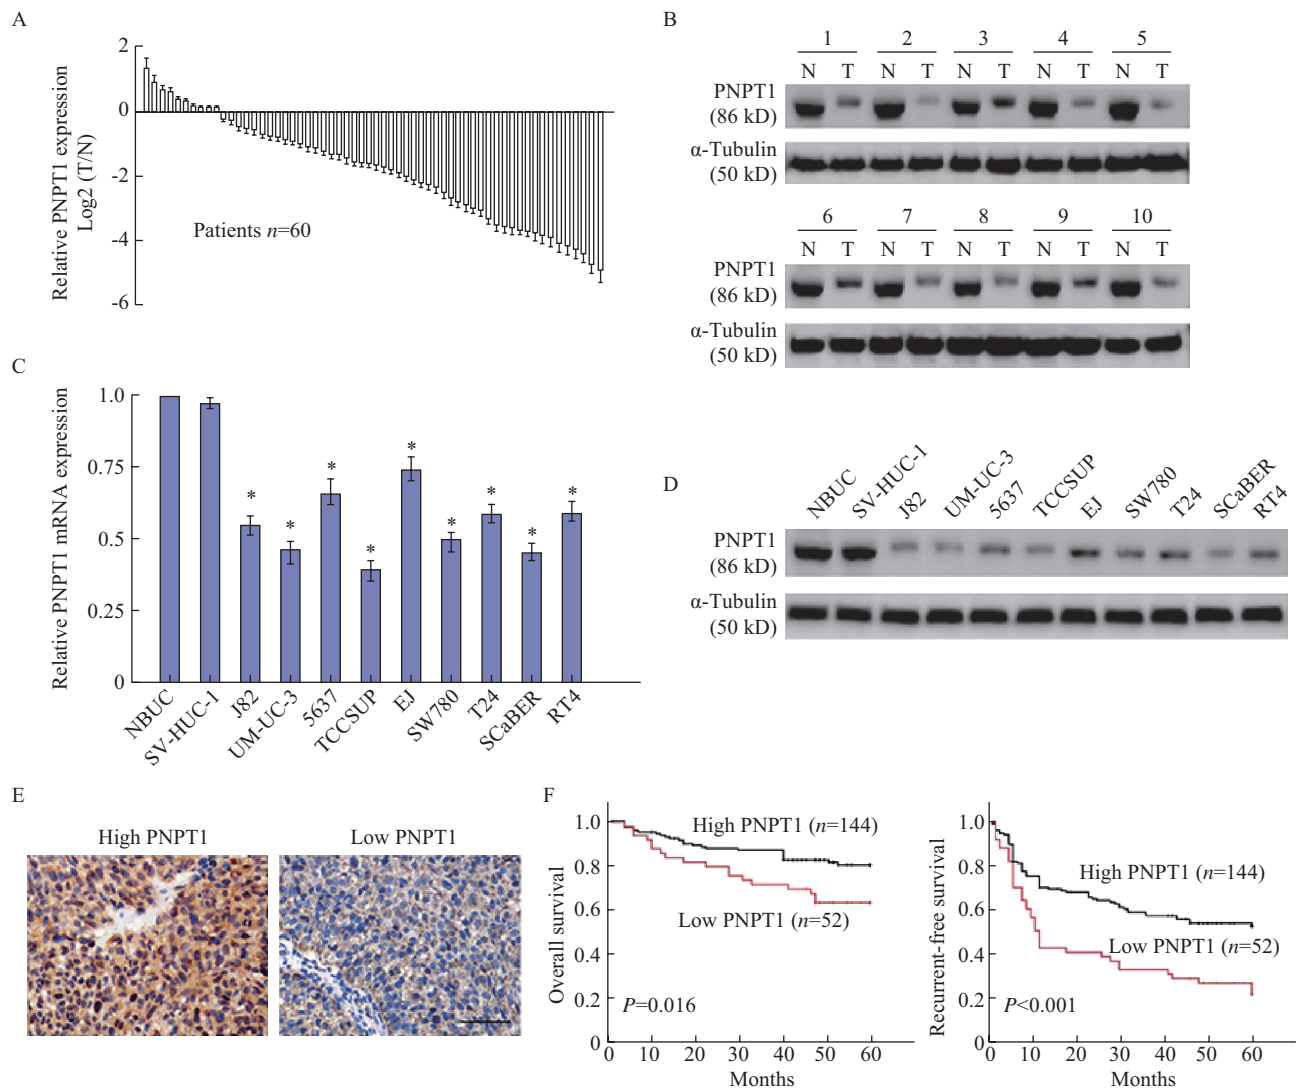 A
Relative PNPT1 expression
Log2 (T/N)
2
0
-2
-4
-6
Patients n=60
B
1 2 3 4 5
N T N T N T N T N T
PNPT1
(86 kD)
α-Tubulin
(50 kD)
6 7 8 9 10
N T N T N T N T N T
PNPT1
(86 kD)
α-Tubulin
(50 kD)
C
Relative PNPT1 mRNA expression
1.0
0.75
0.5
0.25
0
* * * * * * * * *
NBUC SV-HUC-1 J82 UM-UC-3 5637 TCCSUP EJ SW780 T24 SCaBER RT4
D
NBUC SV-HUC-1 J82 UM-UC-3 5637 TCCSUP EJ SW780 T24 SCaBER RT4
PNPT1
(86 kD)
α-Tubulin
(50 kD)
E
High PNPT1 Low PNPT1
F
Overall survival
1.0
0.8
0.6
0.4
0.2
High PNPT1 (n=144)
Low PNPT1 (n=52)
P=0.016
0 10 20 30 40 50 60
Months
Recurrent-free survival
1.0
0.8
0.6
0.4
0.2
High PNPT1 (n=144)
Low PNPT1 (n=52)
P<0.001
0 10 20 30 40 50 60
Months